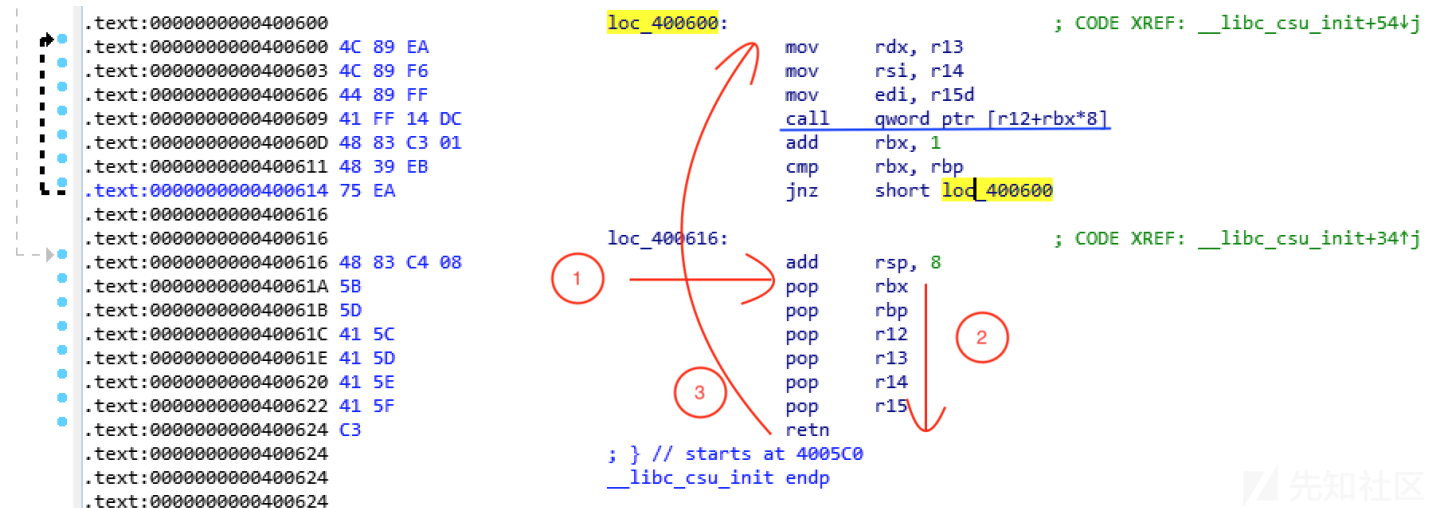 .text:0000000000400600 loc_400600: ; CODE XREF: __libc_csu_init+54↓j
.text:0000000000400600 4C 89 EA mov rdx, r13
.text:0000000000400603 4C 89 F6 mov rsi, r14
.text:0000000000400606 44 89 FF mov edi, r15d
.text:0000000000400609 41 FF 14 DC call qword ptr [r12+rbx*8]
.text:000000000040060D 48 83 C3 01 add rbx, 1
.text:0000000000400611 48 39 EB cmp rbx, rbp
.text:0000000000400614 75 EA jnz short loc_400600
.text:0000000000400616
.text:0000000000400616 loc_400616: ; CODE XREF: __libc_csu_init+34↑j
.text:0000000000400616 48 83 C4 08 add rsp, 8
.text:000000000040061A 5B pop rbx
.text:000000000040061B 5D pop rbp
.text:000000000040061C 41 5C pop r12
.text:000000000040061E 41 5D pop r13
.text:0000000000400620 41 5E pop r14
.text:0000000000400622 41 5F pop r15
.text:0000000000400624 C3 retn
.text:0000000000400624 ; } // starts at 4005C0
.text:0000000000400624 __libc_csu_init endp
.text:0000000000400624
1
2
3
先知社区